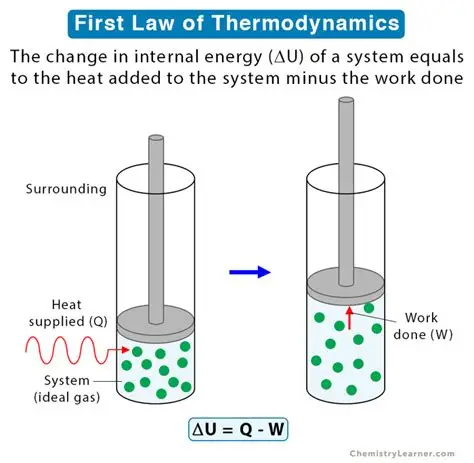 First Law of Thermodynamics
The change in internal energy (ΔU) of a system equals
to the heat added to the system minus the work done
Surrounding
Heat
supplied (Q)
System
(ideal gas)
Work
done (W)
ΔU = Q - W
ChemistryLearner.com